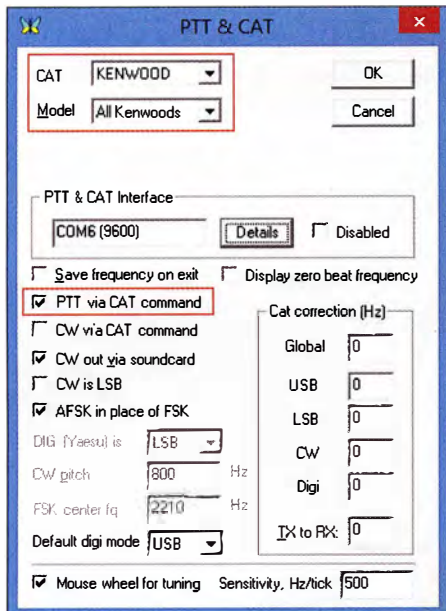 PTT & CAT
CAT KENWOOD OK
Model All Kenwoods Cancel
PTT & CAT Interface
COM6 (9600) Details Disabled
Save frequency on exit Display zero beat frequency
PTT via CAT command
CW via CAT command
CW out via soundcard
CW is LSB
AFSK in place of FSK
DIG (Yaesu) is LSB
CW pitch 800 Hz
FSK center fq 2210 Hz
Default digi mode USB
Cat correction (Hz)
Global 0
USB 0
LSB 0
CW 0
Digi 0
TX to RX: 0
Mouse wheel for tuning Sensitivity, Hz/tick 500